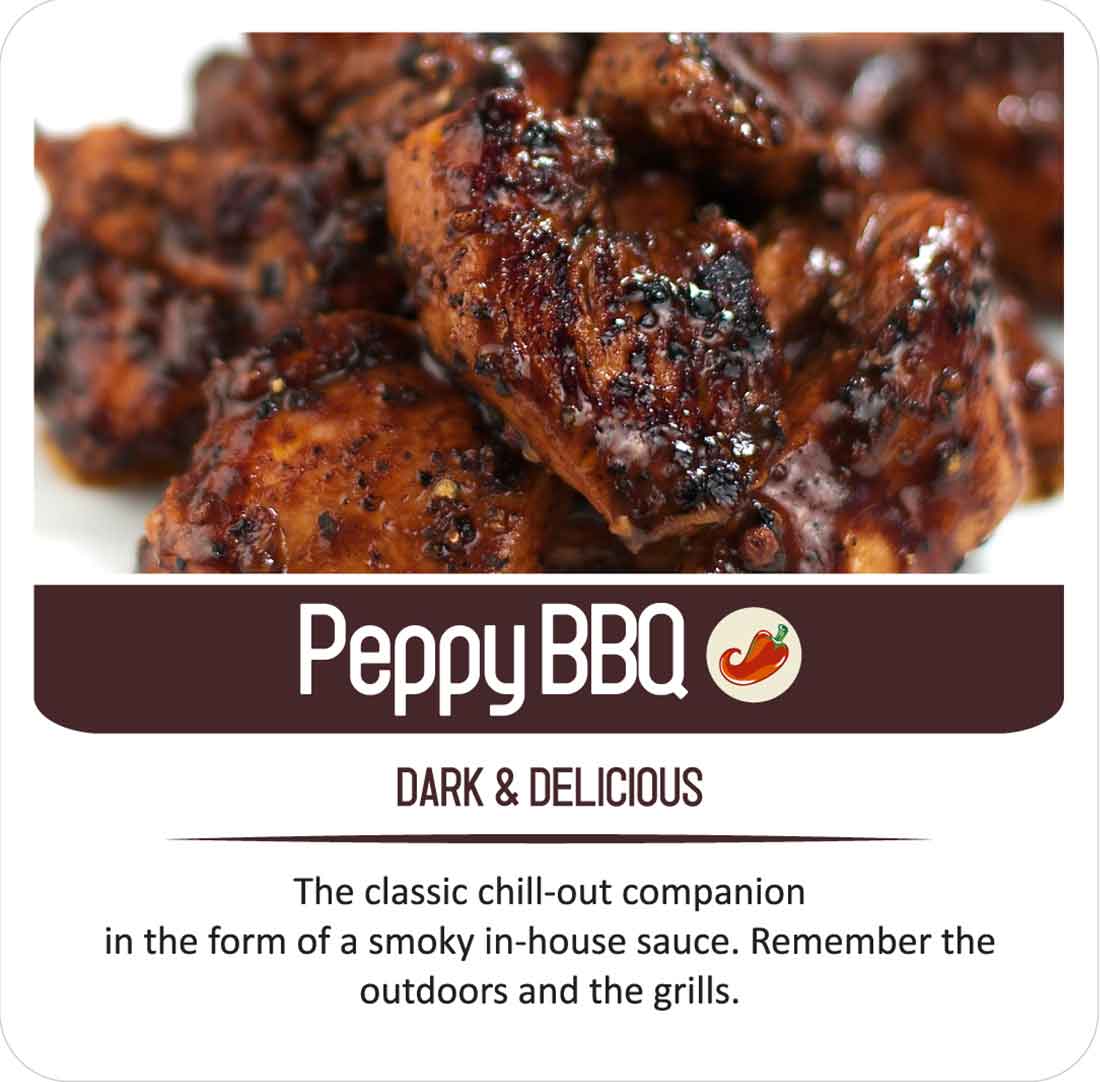 Peppy BBQ
DARK & DELICIOUS
The classic chill-out companion
in the form of a smoky in-house sauce. Remember the
outdoors and the grills.